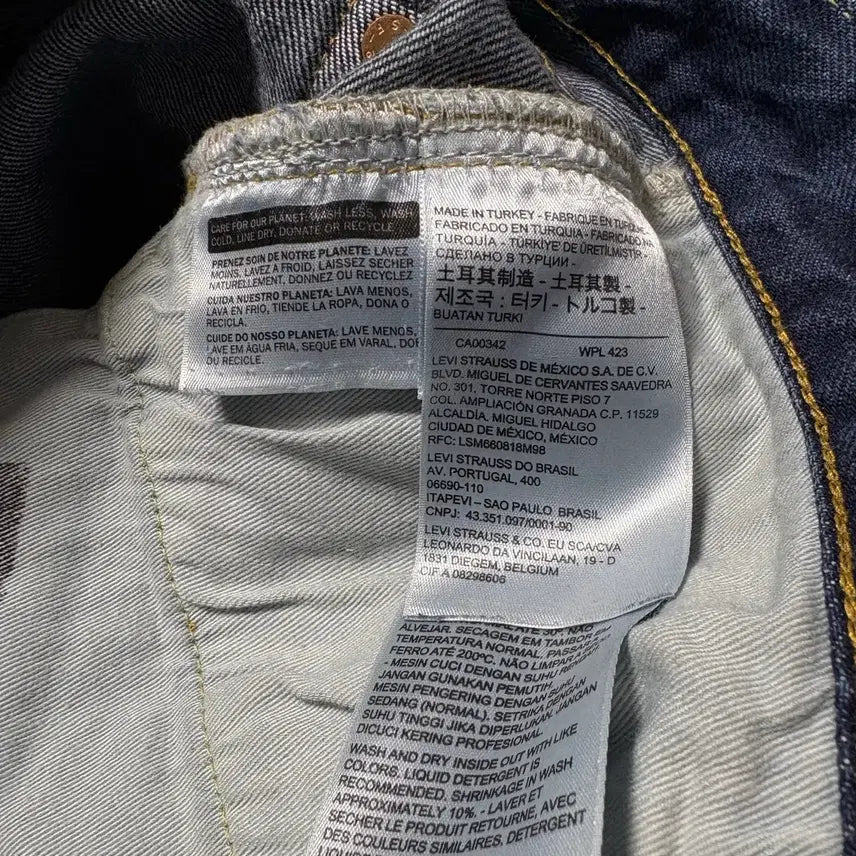 CARE FOR OUR PLANET: WASH LESS, WASH
COLD, LINE DRY, DONATE OR RECYCLE
PRENEZ SOIN DE NOTRE PLANETE: LAVEZ
MOINS, LAVEZ À FROID, LAISSEZ SÉCHER
NATURELLEMENT, DONNEZ OU RECYCLEZ
CUIDA NUESTRO PLANETA: LAVA MENOS,
LAVA EN FRIO, TIENDE LA ROPA, DONA O
RECICLA.
CUIDE DO NOSSO PLANETA: LAVE MENOS,
LAVE EM ÁGUA FRIA, SEQUE EM VARAL, DOE
OU RECICLE.
MADE IN TURKEY - FABRIQUE EN
FABRICADO EN TURQUIA - FABRICADO
TURQUIA - TÜRKİYE DE ÜRETİLMİŞTİR -
СДЕЛАНО В ТУРЦИИ -
土耳其制造 - 土耳其製 -
제조국 : 터키 - トルコ製 -
BUATAN TURKI
CA00342 WPL 423
LEVI STRAUSS DE MÉXICO S.A. DE C.V.
BLVD. MIGUEL DE CERVANTES SAAVEDRA
NO. 301, TORRE NORTE PISO 7
COL. AMPLIACIÓN GRANADA C.P. 11529
ALCALDÍA. MIGUEL HIDALGO
CIUDAD DE MÉXICO, MÉXICO
RFC: LSM660818M98
LEVI STRAUSS DO BRASIL
AV. PORTUGAL, 400
06690-110
ITAPEVI – SAO PAULO BRASIL
CNPJ: 43.351.097/0001-90
LEVI STRAUSS & CO. EU SCA/CVA
LEONARDO DA VINCILAAN, 19 - D
1831 DIEGEM, BELGIUM
CIF A 08298606
ATÉ 30º. NÃO
ALVEJAR. SECAGEM EM TAMBOR EM
TEMPERATURA NORMAL. PASSAR A
FERRO ATÉ 200ºC. NÃO LIMPAR A
- MESIN CUCI DENGAN SUHU
JANGAN GUNAKAN PEMUTIH.
MESIN PENGERING DENGAN SUHU
SEDANG (NORMAL). SETRIKA DENGAN
SUHU TINGGI JIKA DIPERLUKAN. JANGAN
DICUCI KERING PROFESIONAL.
WASH AND DRY INSIDE OUT WITH LIKE
COLORS. LIQUID DETERGENT IS
RECOMMENDED. SHRINKAGE IN WASH
APPROXIMATELY 10%. - LAVER ET
SÉCHER LE PRODUIT RETOURNE, AVEC
DES COULEURS SIMILAIRES. DETERGENT